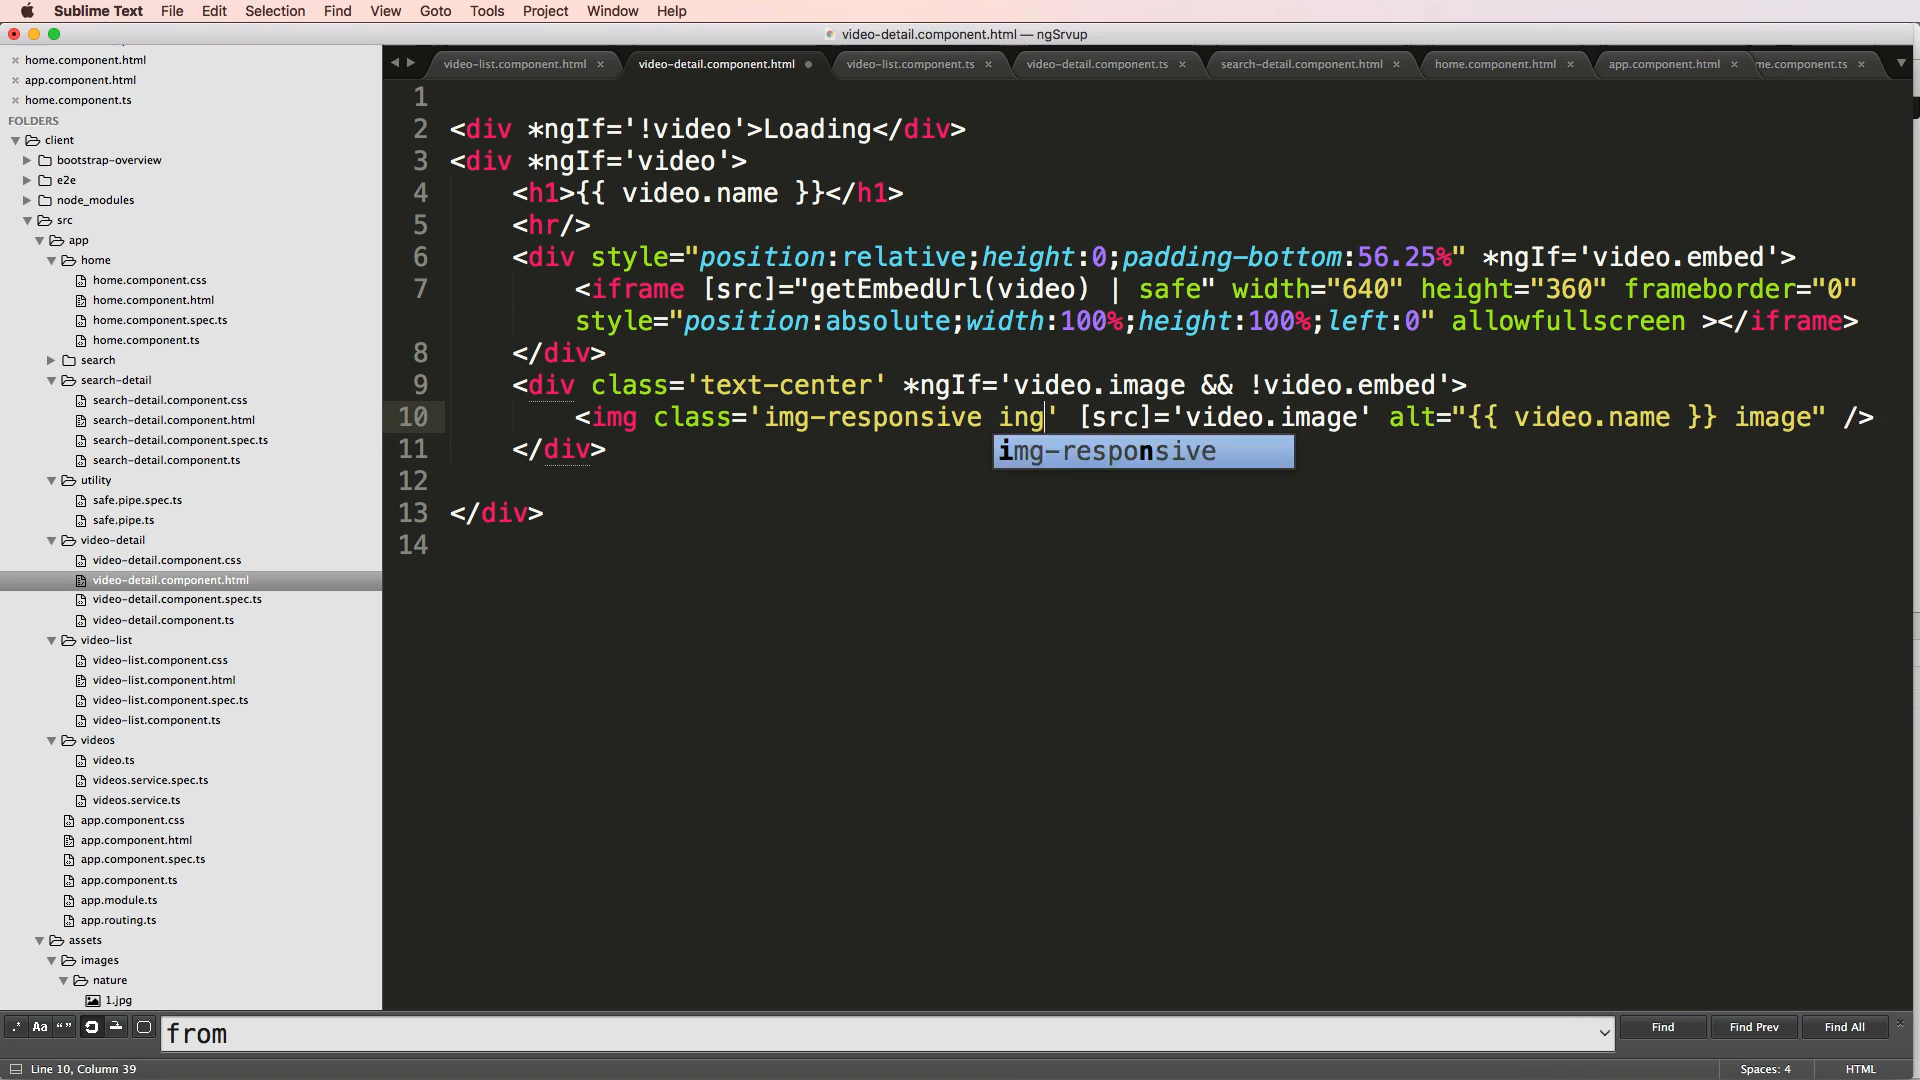 Sublime Text File Edit Selection Find View Goto Tools Project Window Help
video-detail.component.html — ngSrvup
home.component.html
app.component.html
home.component.ts
FOLDERS
client
bootstrap-overview
e2e
node_modules
src
app
home
home.component.css
home.component.html
home.component.spec.ts
home.component.ts
search
search-detail
search-detail.component.css
search-detail.component.html
search-detail.component.spec.ts
search-detail.component.ts
utility
safe.pipe.spec.ts
safe.pipe.ts
video-detail
video-detail.component.css
video-detail.component.html
video-detail.component.spec.ts
video-detail.component.ts
video-list
video-list.component.css
video-list.component.html
video-list.component.spec.ts
video-list.component.ts
videos
video.ts
videos.service.spec.ts
videos.service.ts
app.component.css
app.component.html
app.component.spec.ts
app.component.ts
app.module.ts
app.routing.ts
assets
images
nature
1.jpg
video-list.component.html video-detail.component.html video-list.component.ts video-detail.component.ts search-detail.component.html home.component.html app.component.html me.component.ts
1
2 <div *ngIf='!video'>Loading</div>
3 <div *ngIf='video'>
4 <h1>{{ video.name }}</h1>
5 <hr/>
6 <div style="position:relative;height:0;padding-bottom:56.25%" *ngIf='video.embed'>
7 <iframe [src]="getEmbedUrl(video) | safe" width="640" height="360" frameborder="0"
style="position:absolute;width:100%;height:100%;left:0" allowfullscreen ></iframe>
8 </div>
9 <div class='text-center' *ngIf='video.image && !video.embed'>
10 <img class='img-responsive ing' [src]='video.image' alt="{{ video.name }} image" />
img-responsive
11 </div>
12
13 </div>
14
.* Aa “ ” from Find Find Prev Find All
Line 10, Column 39 Spaces: 4 HTML